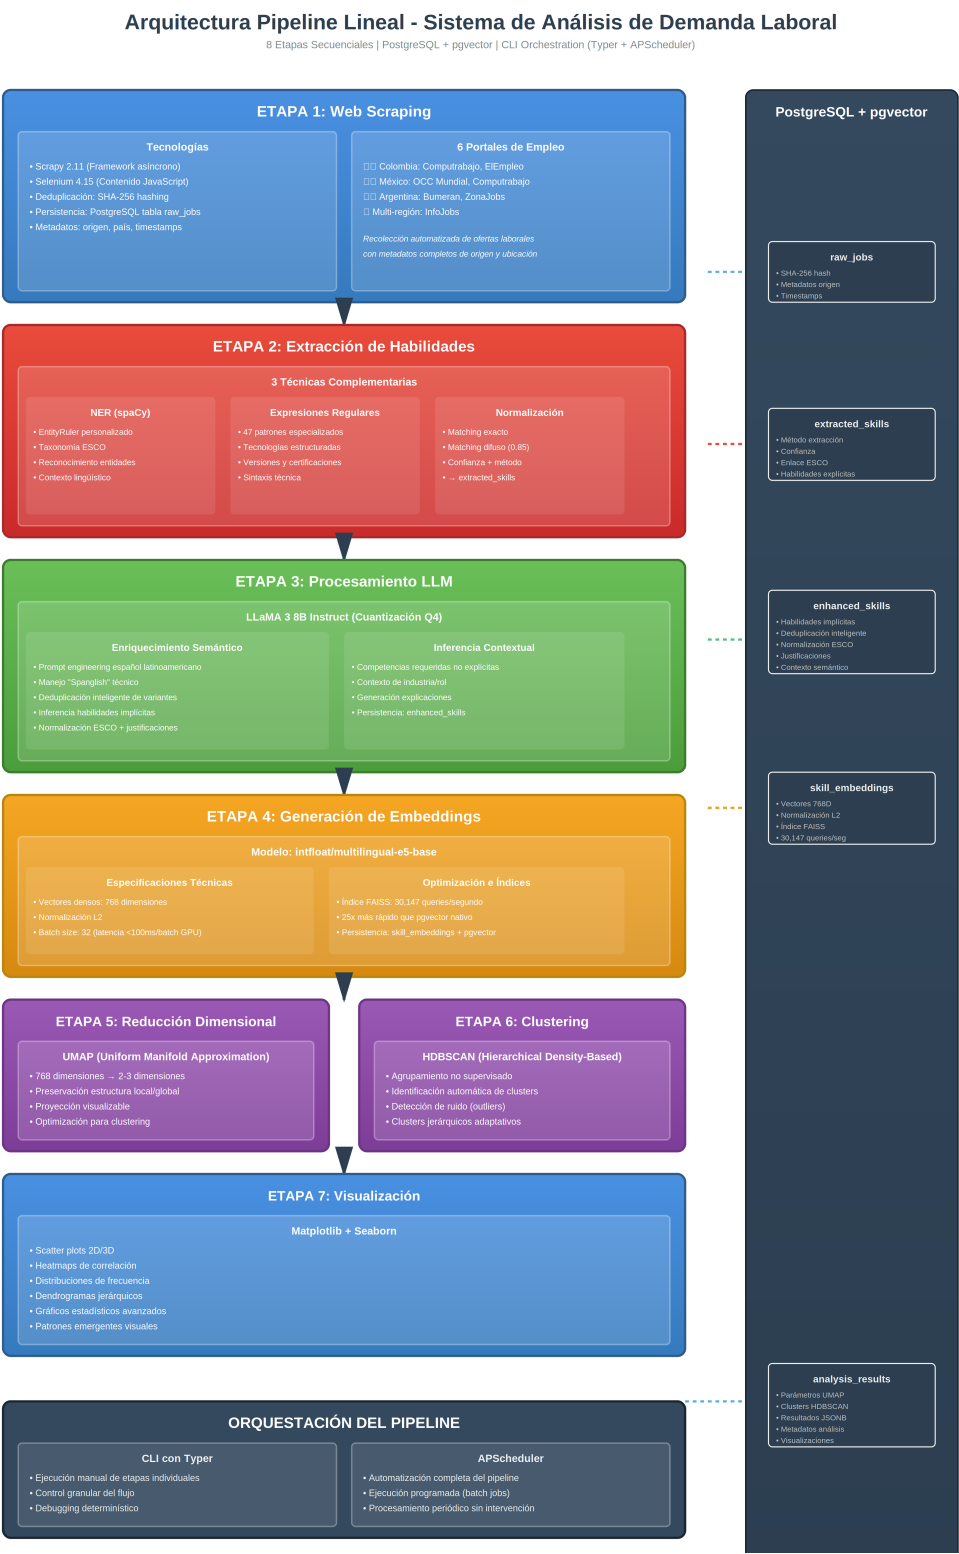 Arquitectura Pipeline Lineal - Sistema de Análisis de Demanda Laboral
8 Etapas Secuenciales | PostgreSQL + pgvector | CLI Orchestration (Typer + APScheduler)
ETAPA 1: Web Scraping
Tecnologías
• Scrapy 2.11 (Framework asíncrono)
• Selenium 4.15 (Contenido JavaScript)
• Deduplicación: SHA-256 hashing
• Persistencia: PostgreSQL tabla raw_jobs
• Metadatos: origen, país, timestamps
6 Portales de Empleo
Colombia: Computrabajo, ElEmpleo
México: OCC Mundial, Computrabajo
Argentina: Bumeran, ZonaJobs
Multi-región: InfoJobs
Recolección automatizada de ofertas laborales
con metadatos completos de origen y ubicación
ETAPA 2: Extracción de Habilidades
3 Técnicas Complementarias
NER (spaCy)
• EntityRuler personalizado
• Taxonomía ESCO
• Reconocimiento entidades
• Contexto lingüístico
Expresiones Regulares
• 47 patrones especializados
• Tecnologías estructuradas
• Versiones y certificaciones
• Sintaxis técnica
Normalización
• Matching exacto
• Matching difuso (0.85)
• Confianza + método
• → extracted_skills
ETAPA 3: Procesamiento LLM
LLaMA 3 8B Instruct (Cuantización Q4)
Enriquecimiento Semántico
• Prompt engineering español latinoamericano
• Manejo "Spanglish" técnico
• Deduplicación inteligente de variantes
• Inferencia habilidades implícitas
• Normalización ESCO + justificaciones
Inferencia Contextual
• Competencias requeridas no explícitas
• Contexto de industria/rol
• Generación explicaciones
• Persistencia: enhanced_skills
ETAPA 4: Generación de Embeddings
Modelo: intfloat/multilingual-e5-base
Especificaciones Técnicas
• Vectores densos: 768 dimensiones
• Normalización L2
• Batch size: 32 (latencia <100ms/batch GPU)
Optimización e Índices
• Índice FAISS: 30,147 queries/segundo
• 25x más rápido que pgvector nativo
• Persistencia: skill_embeddings + pgvector
ETAPA 5: Reducción Dimensional
UMAP (Uniform Manifold Approximation)
• 768 dimensiones → 2-3 dimensiones
• Preservación estructura local/global
• Proyección visualizable
• Optimización para clustering
ETAPA 6: Clustering
HDBSCAN (Hierarchical Density-Based)
• Agrupamiento no supervisado
• Identificación automática de clusters
• Detección de ruido (outliers)
• Clusters jerárquicos adaptativos
ETAPA 7: Visualización
Matplotlib + Seaborn
• Scatter plots 2D/3D
• Heatmaps de correlación
• Distribuciones de frecuencia
• Dendrogramas jerárquicos
• Gráficos estadísticos avanzados
• Patrones emergentes visuales
ORQUESTACIÓN DEL PIPELINE
CLI con Typer
• Ejecución manual de etapas individuales
• Control granular del flujo
• Debugging determinístico
APScheduler
• Automatización completa del pipeline
• Ejecución programada (batch jobs)
• Procesamiento periódico sin intervención
PostgreSQL + pgvector
raw_jobs
• SHA-256 hash
• Metadatos origen
• Timestamps
extracted_skills
• Método extracción
• Confianza
• Enlace ESCO
• Habilidades explícitas
enhanced_skills
• Habilidades implícitas
• Deduplicación inteligente
• Normalización ESCO
• Justificaciones
• Contexto semántico
skill_embeddings
• Vectores 768D
• Normalización L2
• Índice FAISS
• 30,147 queries/seg
analysis_results
• Parámetros UMAP
• Clusters HDBSCAN
• Resultados JSONB
• Metadatos análisis
• Visualizaciones